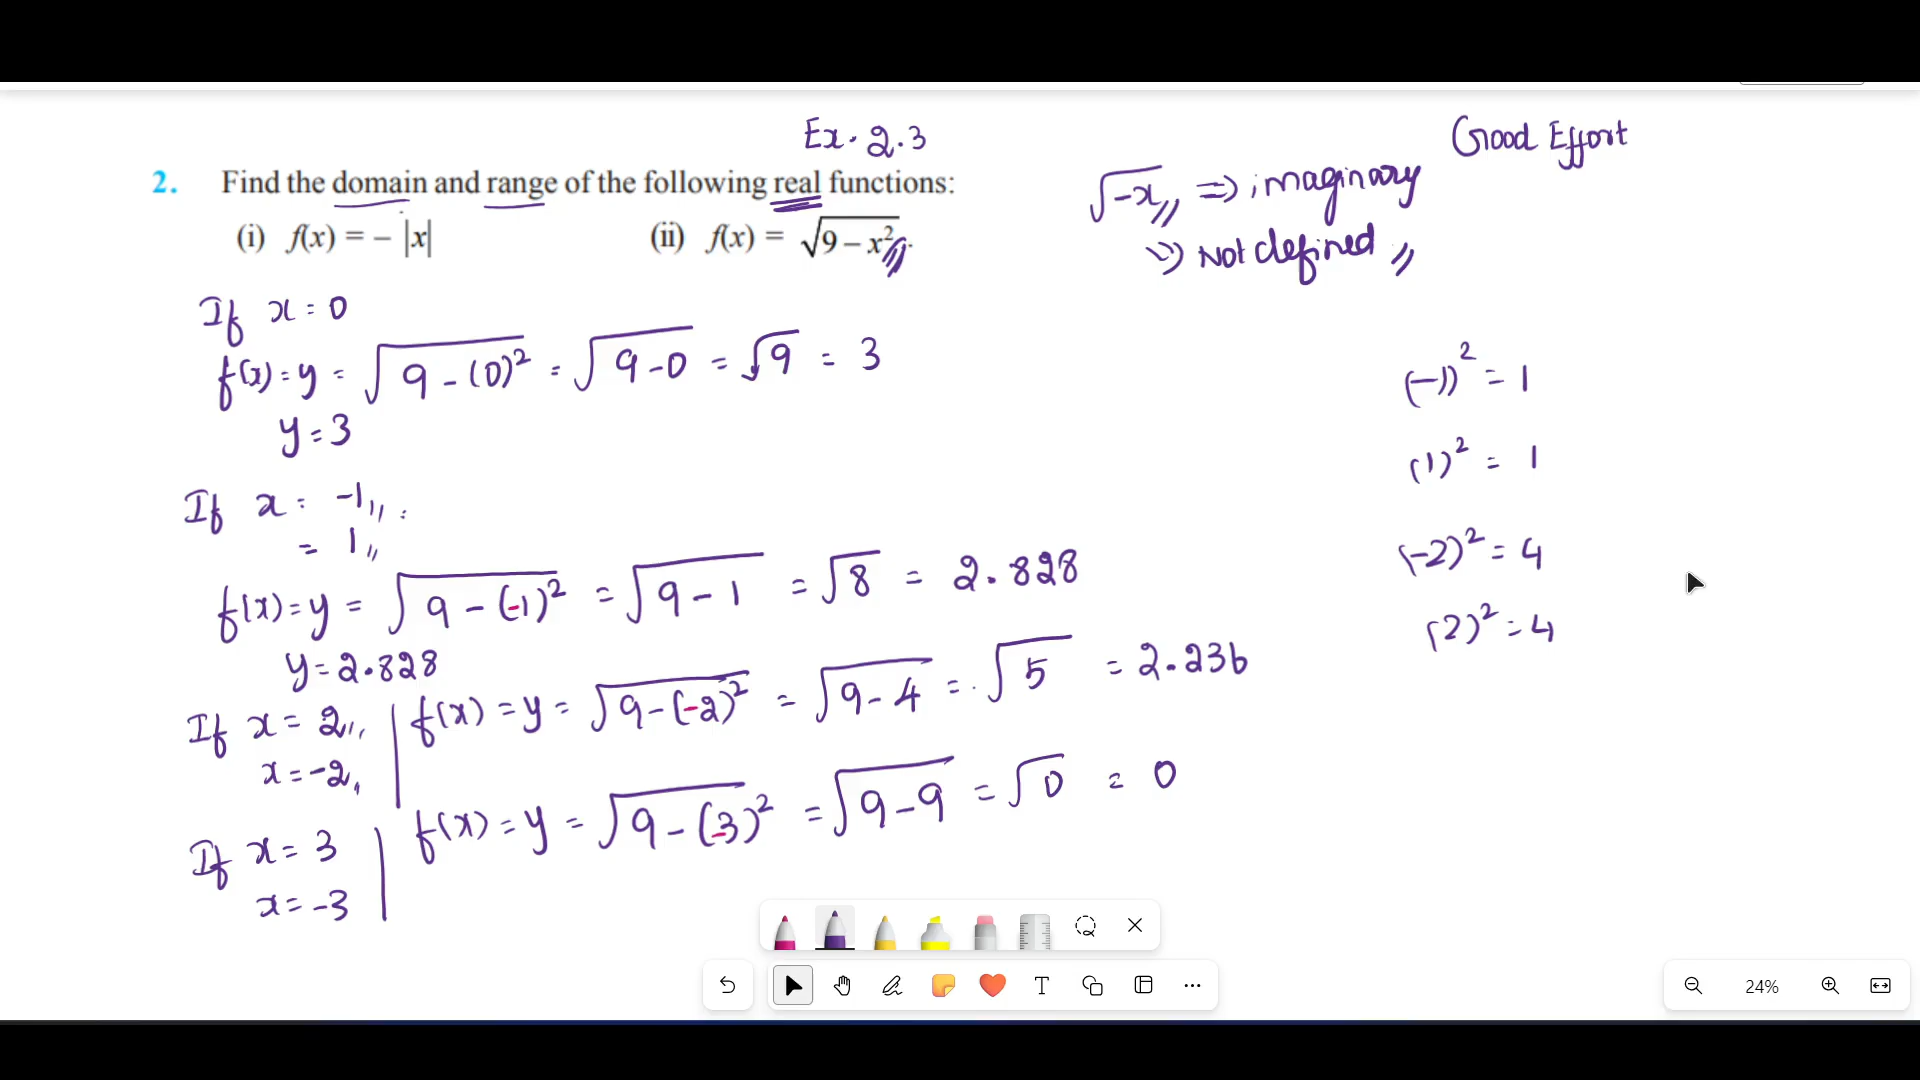 Ex. 2.3
Good Effort
2. Find the domain and range of the following real functions:
(i) f(x) = – |x|
(ii) f(x) = √(9 – x²).
√-x ⇒ imaginary
⇒ Not defined
If x = 0
f(x) = y = √(9 - (0)²) = √(9 - 0) = √9 = 3
y = 3
If x = -1
= 1
f(x) = y = √(9 - (-1)²) = √(9 - 1) = √8 = 2.828
y = 2.828
If x = 2
x = -2
f(x) = y = √(9 - (-2)²) = √(9 - 4) = √5 = 2.236
If x = 3
x = -3
f(x) = y = √(9 - (-3)²) = √(9 - 9) = √0 = 0
(-1)² = 1
(1)² = 1
(-2)² = 4
(2)² = 4
24%